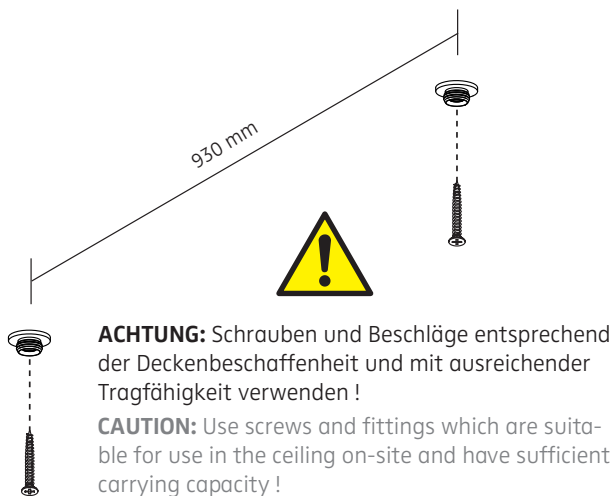 930 mm
ACHTUNG: Schrauben und Beschläge entsprechend
der Deckenbeschaffenheit und mit ausreichender
Tragfähigkeit verwenden !
CAUTION: Use screws and fittings which are suita-
ble for use in the ceiling on-site and have sufficient
carrying capacity !